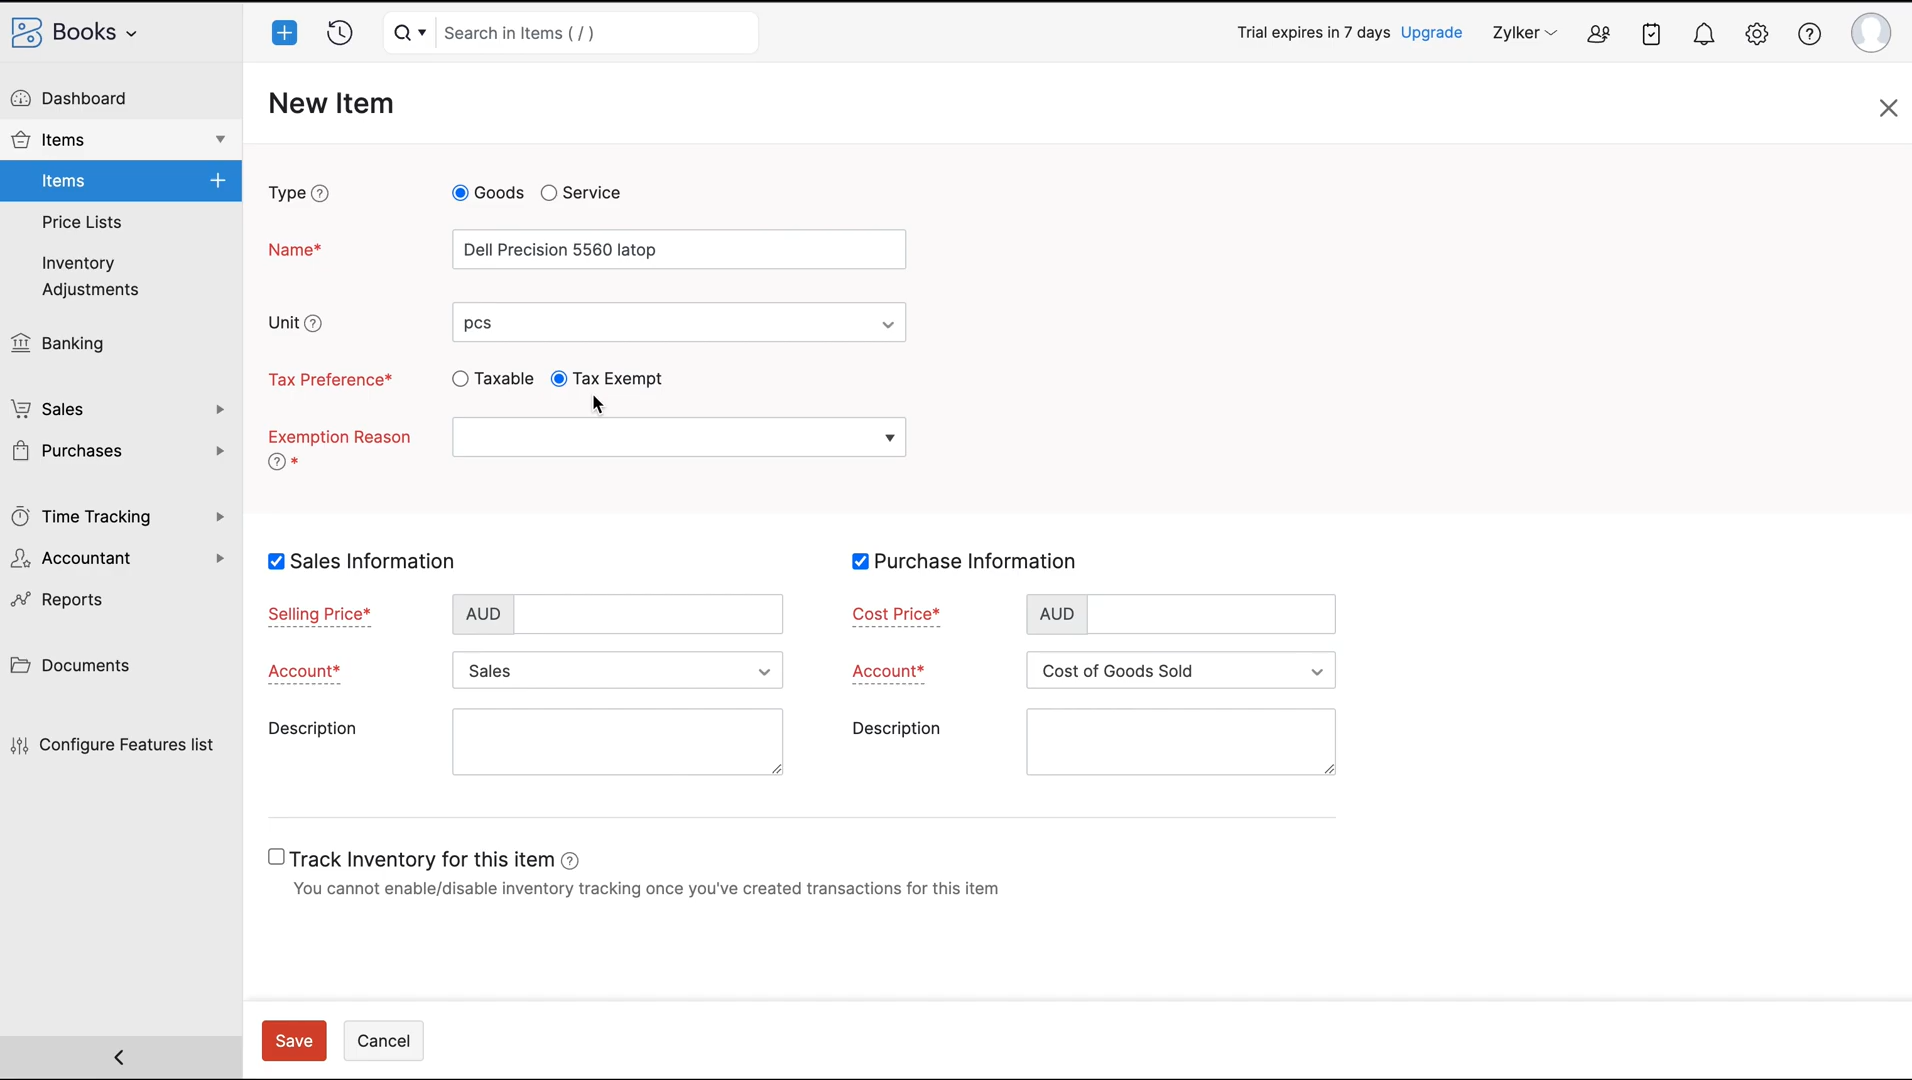 Books
Search in Items ( / )
Trial expires in 7 days Upgrade
Zylker
Dashboard
Items
Items
Price Lists
Inventory
Adjustments
Banking
Sales
Purchases
Time Tracking
Accountant
Reports
Documents
Configure Features list
New Item
Type
Goods Service
Name*
Dell Precision 5560 latop
Unit
pcs
Tax Preference*
Taxable Tax Exempt
Exemption Reason
*
Sales Information
Selling Price*
AUD
Account*
Sales
Description
Purchase Information
Cost Price*
AUD
Account*
Cost of Goods Sold
Description
Track Inventory for this item
You cannot enable/disable inventory tracking once you've created transactions for this item
Save
Cancel